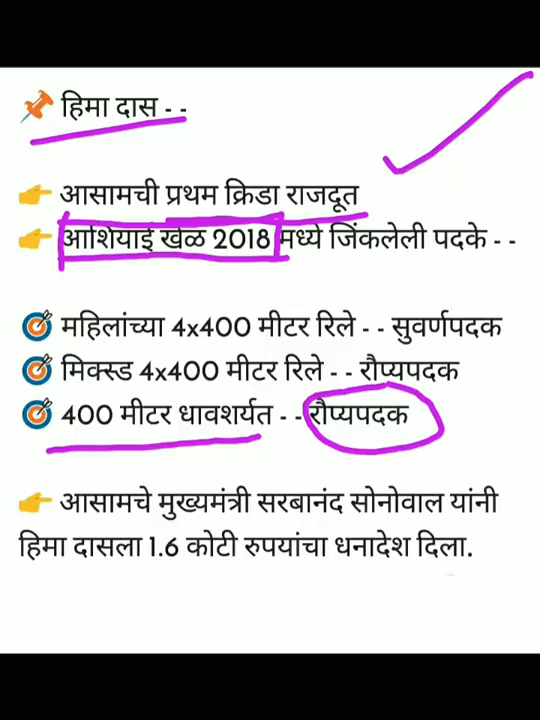 हिमा दास - -
आसामची प्रथम क्रिडा राजदूत
आशियाई खेळ 2018 मध्ये जिंकलेली पदके - -
महिलांच्या 4x400 मीटर रिले - - सुवर्णपदक
मिक्स्ड 4x400 मीटर रिले - - रौप्यपदक
400 मीटर धावशर्यत - - रौप्यपदक
आसामचे मुख्यमंत्री सरबानंद सोनोवाल यांनी
हिमा दासला 1.6 कोटी रुपयांचा धनादेश दिला.